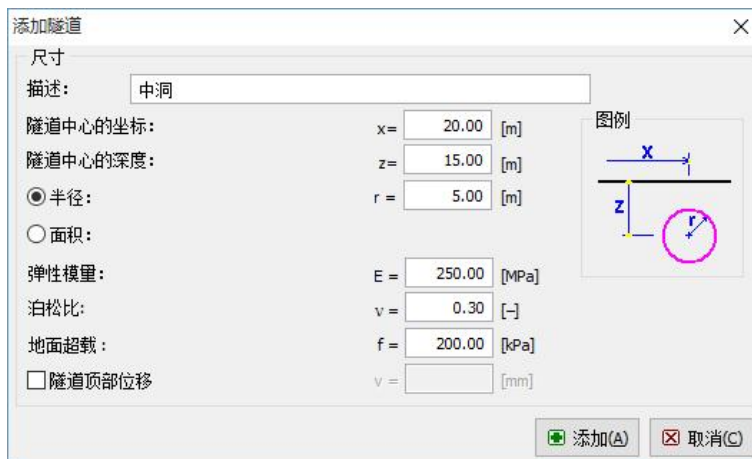 添加隧道
尺寸
描述: 中洞
隧道中心的坐标: x= 20.00 [m]
隧道中心的深度: z= 15.00 [m]
半径: r = 5.00 [m]
面积:
弹性模量: E = 250.00 [MPa]
泊松比: ν = 0.30 [–]
地面超载: f = 200.00 [kPa]
隧道顶部位移 v = [mm]
图例
x
z
r
添加(A) 取消(C)